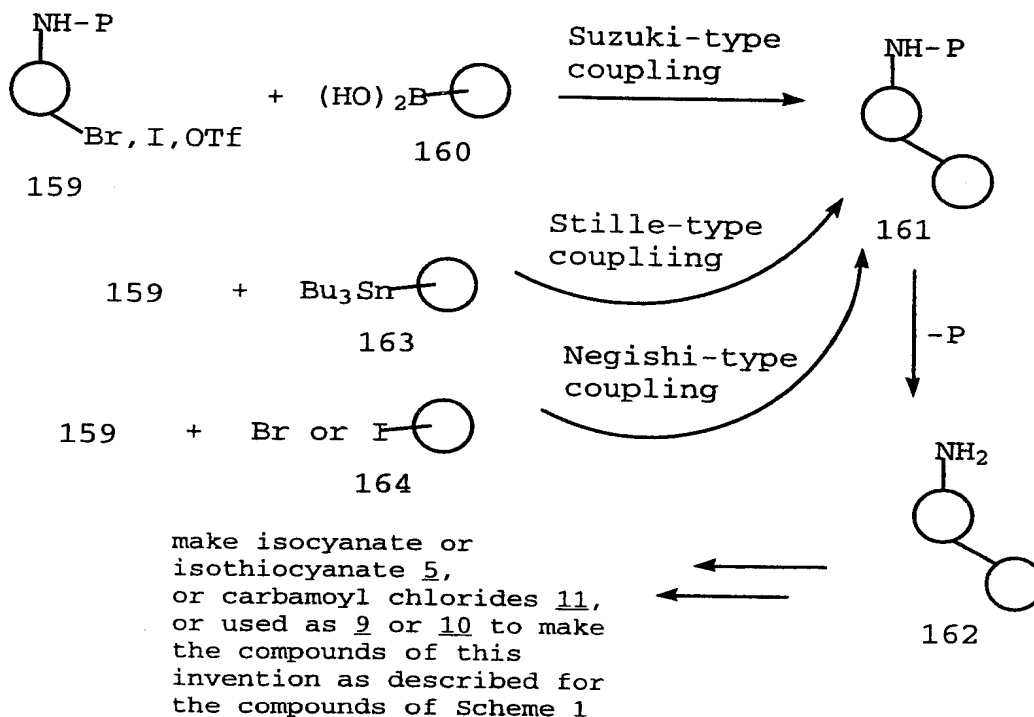 NH-P
Br, I, OTf
159
+ (HO)2B
160
Suzuki-type
coupling
NH-P
161
159 + Bu3Sn
163
Stille-type
coupliing
159 + Br or I
164
Negishi-type
coupling
-P
NH2
162
make isocyanate or
isothiocyanate 5,
or carbamoyl chlorides 11,
or used as 9 or 10 to make
the compounds of this
invention as described for
the compounds of Scheme 1